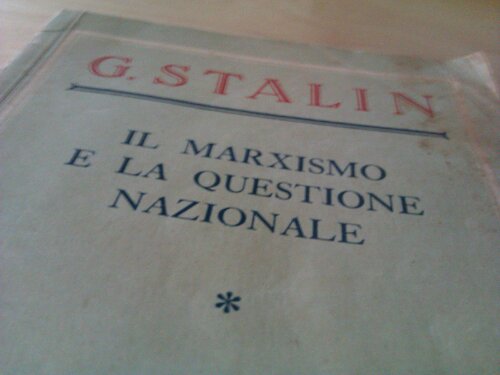 G. STALIN
IL MARXISMO
E LA QUESTIONE
NAZIONALE
*